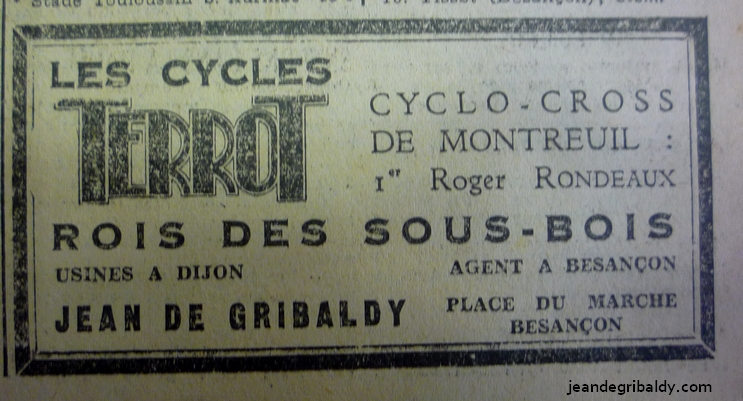 LES CYCLES
TERROT
CYCLO-CROSS
DE MONTREUIL :
1er Roger RONDEAUX
ROIS DES SOUS-BOIS
USINES A DIJON
AGENT A BESANÇON
JEAN DE GRIBALDY
PLACE DU MARCHE
BESANÇON
jeandegribaldy.com